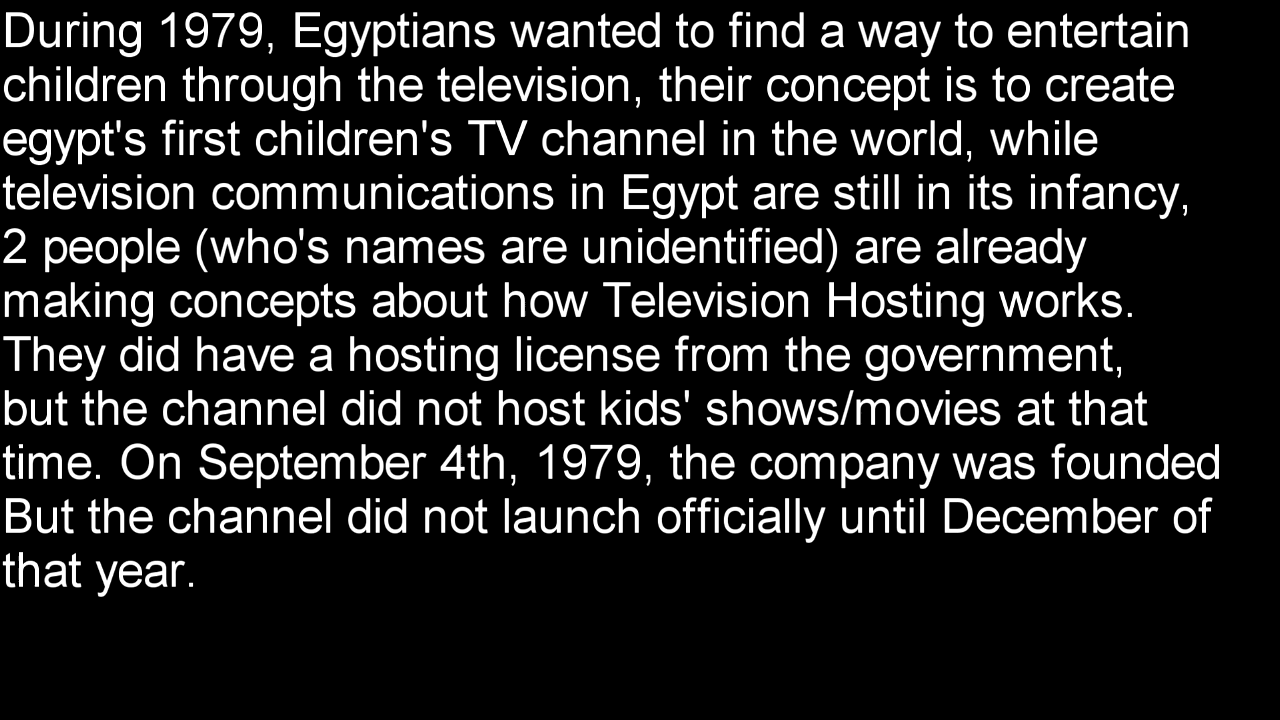 During 1979, Egyptians wanted to find a way to entertain
children through the television, their concept is to create
egypt's first children's TV channel in the world, while
television communications in Egypt are still in its infancy,
2 people (who's names are unidentified) are already
making concepts about how Television Hosting works.
They did have a hosting license from the government,
but the channel did not host kids' shows/movies at that
time. On September 4th, 1979, the company was founded
But the channel did not launch officially until December of
that year.